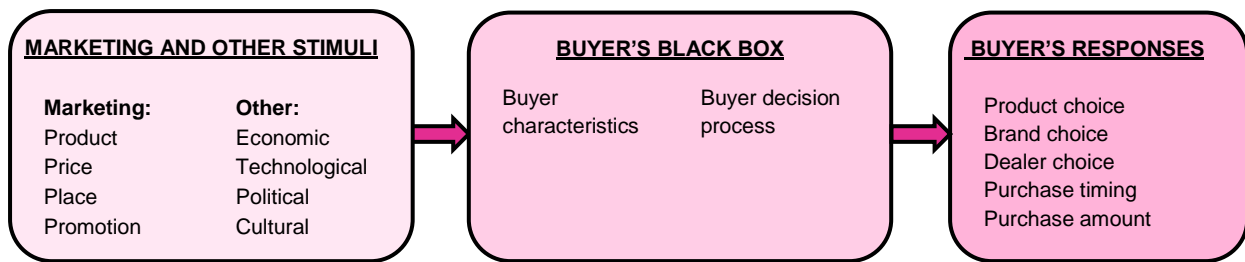 MARKETING AND OTHER STIMULI
Marketing:
Product
Price
Place
Promotion
Other:
Economic
Technological
Political
Cultural
BUYER’S BLACK BOX
Buyer
characteristics
Buyer decision
process
BUYER’S RESPONSES
Product choice
Brand choice
Dealer choice
Purchase timing
Purchase amount